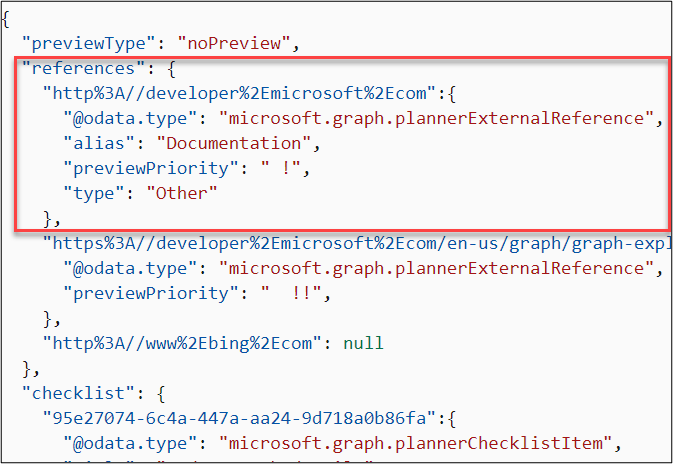 {
"previewType": "noPreview",
"references": {
"http%3A//developer%2Emicrosoft%2Ecom":{
"@odata.type": "microsoft.graph.plannerExternalReference",
"alias": "Documentation",
"previewPriority": " !",
"type": "Other"
},
"https%3A//developer%2Emicrosoft%2Ecom/en-us/graph/graph-expl
"@odata.type": "microsoft.graph.plannerExternalReference",
"previewPriority": "  !!",
},
"http%3A//www%2Ebing%2Ecom": null
},
"checklist": {
"95e27074-6c4a-447a-aa24-9d718a0b86fa":{
"@odata.type": "microsoft.graph.plannerChecklistItem",